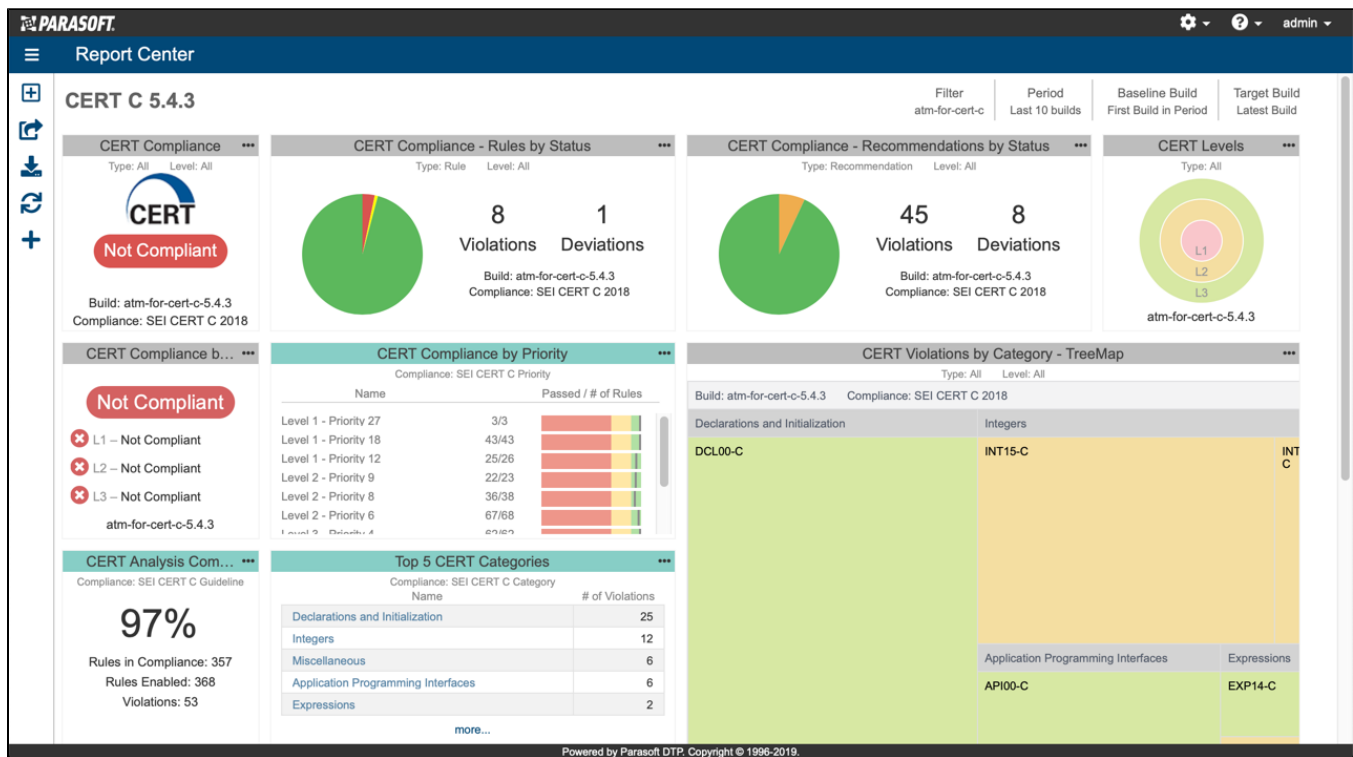 PARASOFT.
admin
Report Center
CERT C 5.4.3
Filter
atm-for-cert-c
Period
Last 10 builds
Baseline Build
First Build in Period
Target Build
Latest Build
CERT Compliance
Type: All Level: All
CERT
Not Compliant
Build: atm-for-cert-c-5.4.3
Compliance: SEI CERT C 2018
CERT Compliance - Rules by Status
Type: Rule Level: All
8 1
Violations Deviations
Build: atm-for-cert-c-5.4.3
Compliance: SEI CERT C 2018
CERT Compliance - Recommendations by Status
Type: Recommendation Level: All
45 8
Violations Deviations
Build: atm-for-cert-c-5.4.3
Compliance: SEI CERT C 2018
CERT Levels
Type: All
L1
L2
L3
atm-for-cert-c-5.4.3
CERT Compliance b...
Not Compliant
L1 – Not Compliant
L2 – Not Compliant
L3 – Not Compliant
atm-for-cert-c-5.4.3
CERT Compliance by Priority
Compliance: SEI CERT C Priority
Name Passed / # of Rules
Level 1 - Priority 27 3/3
Level 1 - Priority 18 43/43
Level 1 - Priority 12 25/26
Level 2 - Priority 9 22/23
Level 2 - Priority 8 36/38
Level 2 - Priority 6 67/68
Level 3 - Priority 4 62/62
CERT Violations by Category - TreeMap
Type: All Level: All
Build: atm-for-cert-c-5.4.3 Compliance: SEI CERT C 2018
Declarations and Initialization
DCL00-C
Integers
INT15-C
INT
C
Application Programming Interfaces
API00-C
Expressions
EXP14-C
CERT Analysis Com...
Compliance: SEI CERT C Guideline
97%
Rules in Compliance: 357
Rules Enabled: 368
Violations: 53
Top 5 CERT Categories
Compliance: SEI CERT C Category
Name # of Violations
Declarations and Initialization 25
Integers 12
Miscellaneous 6
Application Programming Interfaces 6
Expressions 2
more...
Powered by Parasoft DTP. Copyright © 1996-2019.